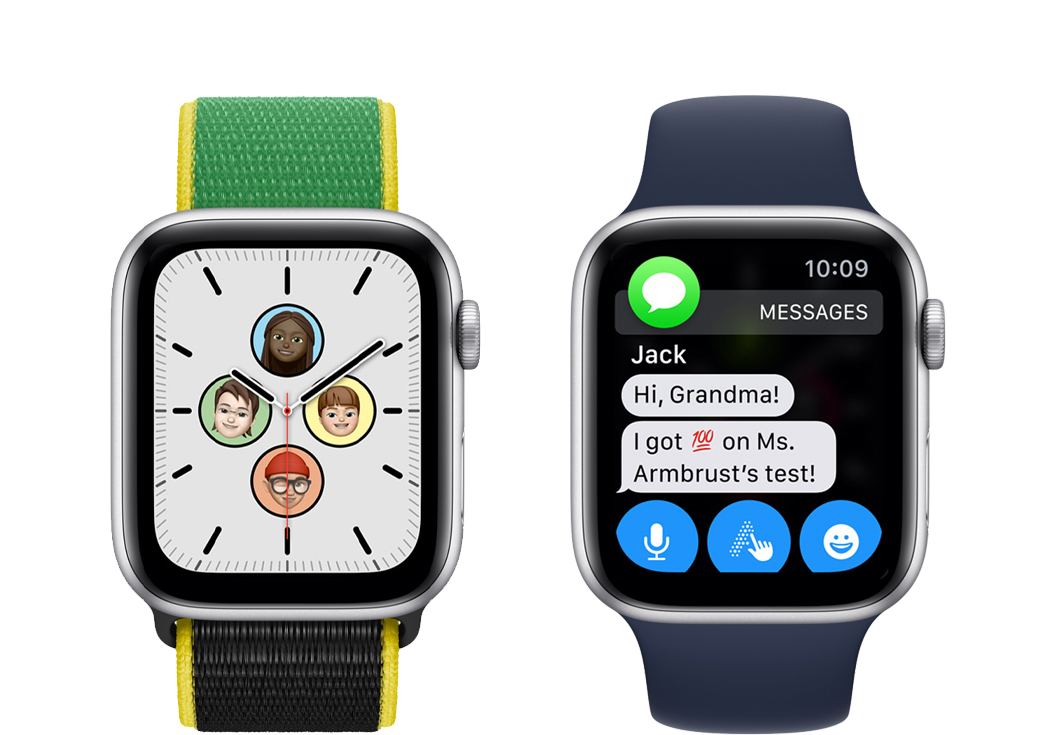 10:09
MESSAGES
Jack
Hi, Grandma!
I got 💯 on Ms.
Armbrust’s test!